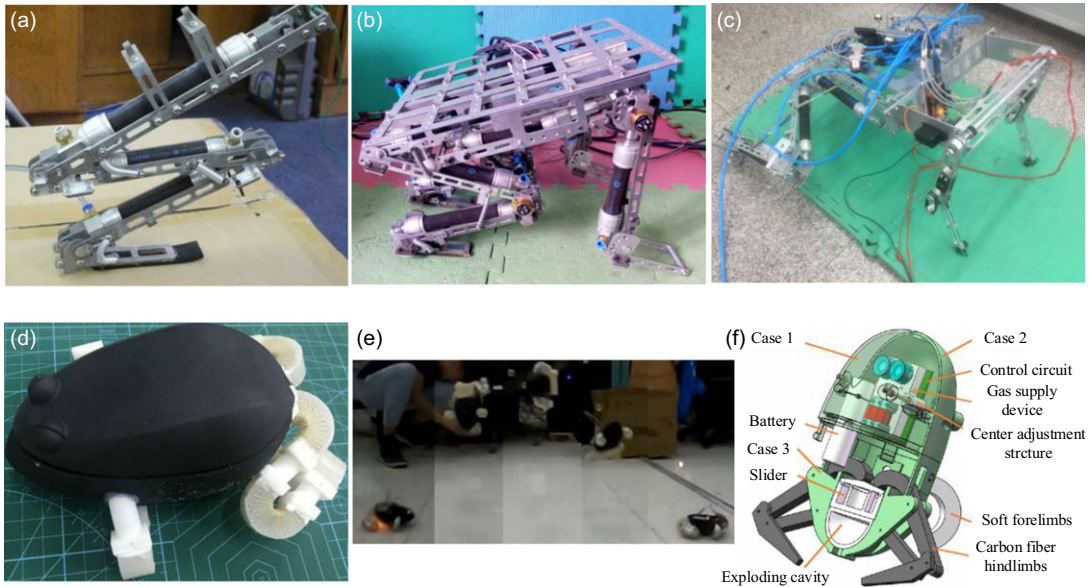 (a)
(b)
(c)
(d)
(e)
(f)
Case 1
Case 2
Control circuit
Gas supply
device
Center adjustment
strcture
Battery
Case 3
Slider
Soft forelimbs
Carbon fiber
hindlimbs
Exploding cavity